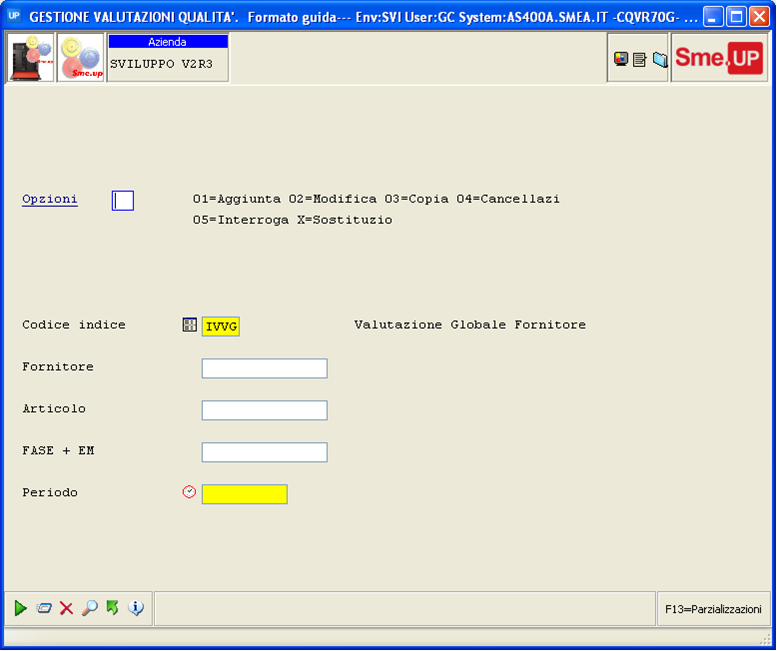 UP GESTIONE VALUTAZIONI QUALITA'. Formato guida--- Env:SVI User:GC System:AS400A.SMEA.IT -CQVR70G- ...
Sme.up
Sme.up
Azienda
SVILUPPO V2R3
Sme.UP
Opzioni
01=Aggiunta 02=Modifica 03=Copia 04=Cancellazi
05=Interroga X=Sostituzio
Codice indice IVVG Valutazione Globale Fornitore
Fornitore
Articolo
FASE + EM
Periodo
F13=Parzializzazioni